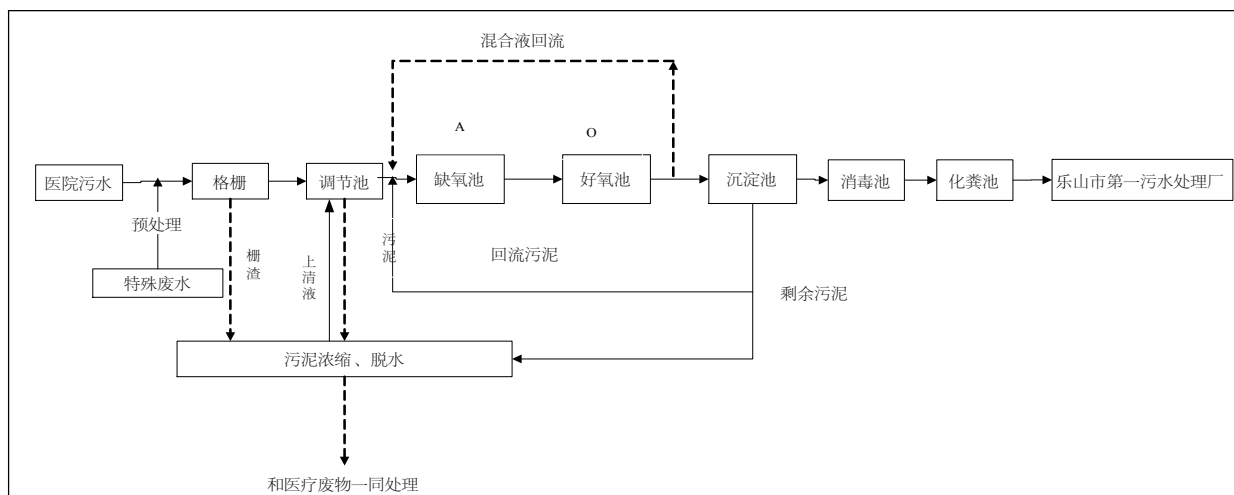 混合液回流
A
O
医院污水
格栅
调节池
缺氧池
好氧池
沉淀池
消毒池
化粪池
乐山市第一污水处理厂
预处理
特殊废水
栅渣
上清液
污泥
回流污泥
剩余污泥
污泥浓缩、脱水
和医疗废物一同处理